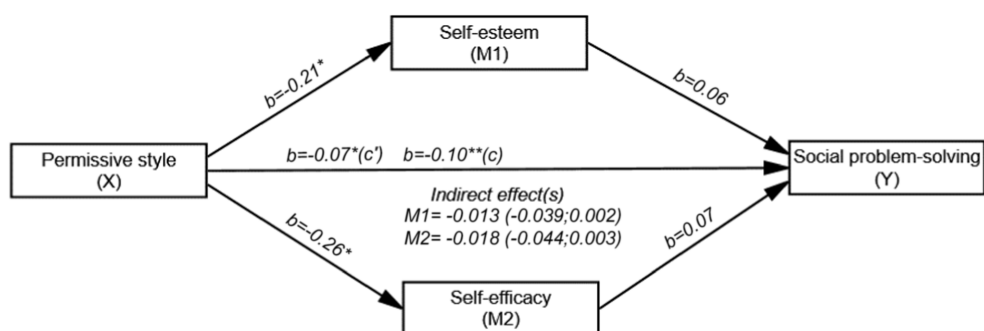 Self-esteem
(M1)
b=-0.21*
b=0.06
Permissive style
(X)
b=-0.07*(c') b=-0.10**(c)
Social problem-solving
(Y)
Indirect effect(s)
M1= -0.013 (-0.039;0.002)
M2= -0.018 (-0.044;0.003)
b=-0.26*
b=0.07
Self-efficacy
(M2)